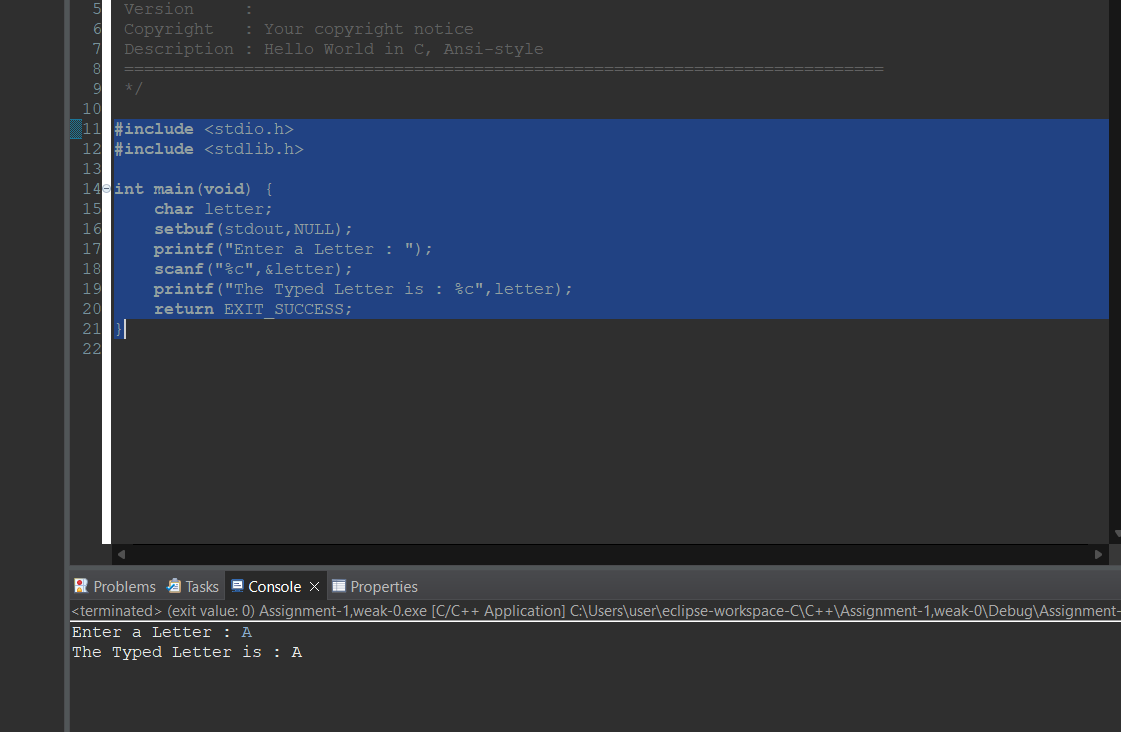 5 Version     :
6 Copyright   : Your copyright notice
7 Description : Hello World in C, Ansi-style
8 ============================================================================
9 */
10
11 #include <stdio.h>
12 #include <stdlib.h>
13
14 int main(void) {
15     char letter;
16     setbuf(stdout,NULL);
17     printf("Enter a Letter : ");
18     scanf("%c",&letter);
19     printf("The Typed Letter is : %c",letter);
20     return EXIT_SUCCESS;
21 }
22
Problems Tasks Console Properties
<terminated> (exit value: 0) Assignment-1,weak-0.exe [C/C++ Application] C:\Users\user\eclipse-workspace-C\C++\Assignment-1,weak-0\Debug\Assignment-
Enter a Letter : A
The Typed Letter is : A